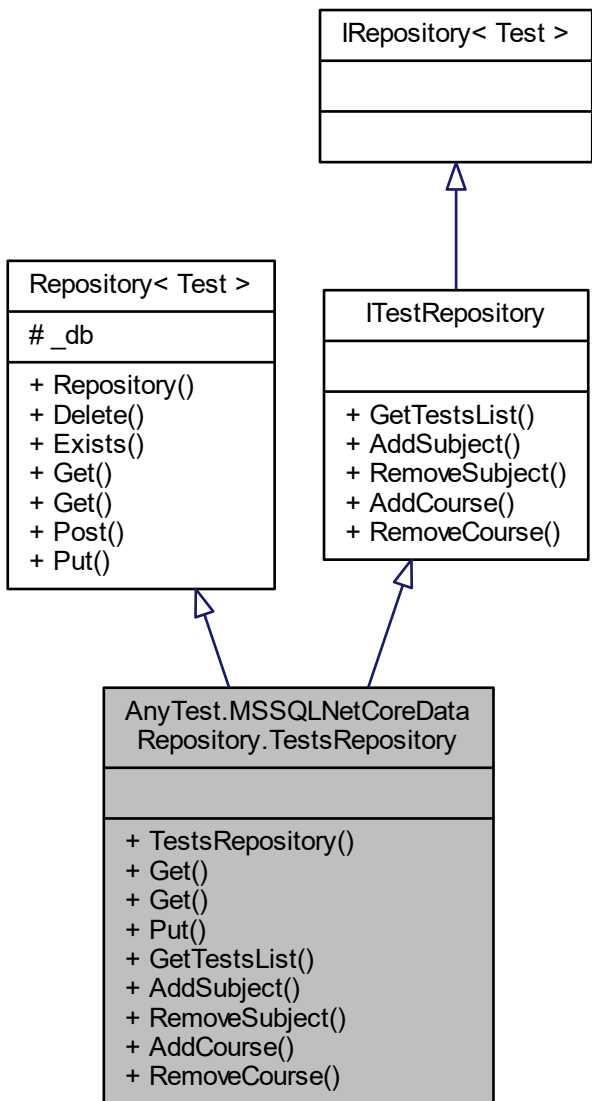 IRepository< Test >
Repository< Test >
# _db
+ Repository()
+ Delete()
+ Exists()
+ Get()
+ Get()
+ Post()
+ Put()
ITestRepository
+ GetTestsList()
+ AddSubject()
+ RemoveSubject()
+ AddCourse()
+ RemoveCourse()
AnyTest.MSSQLNetCoreData
Repository.TestsRepository
+ TestsRepository()
+ Get()
+ Get()
+ Put()
+ GetTestsList()
+ AddSubject()
+ RemoveSubject()
+ AddCourse()
+ RemoveCourse()